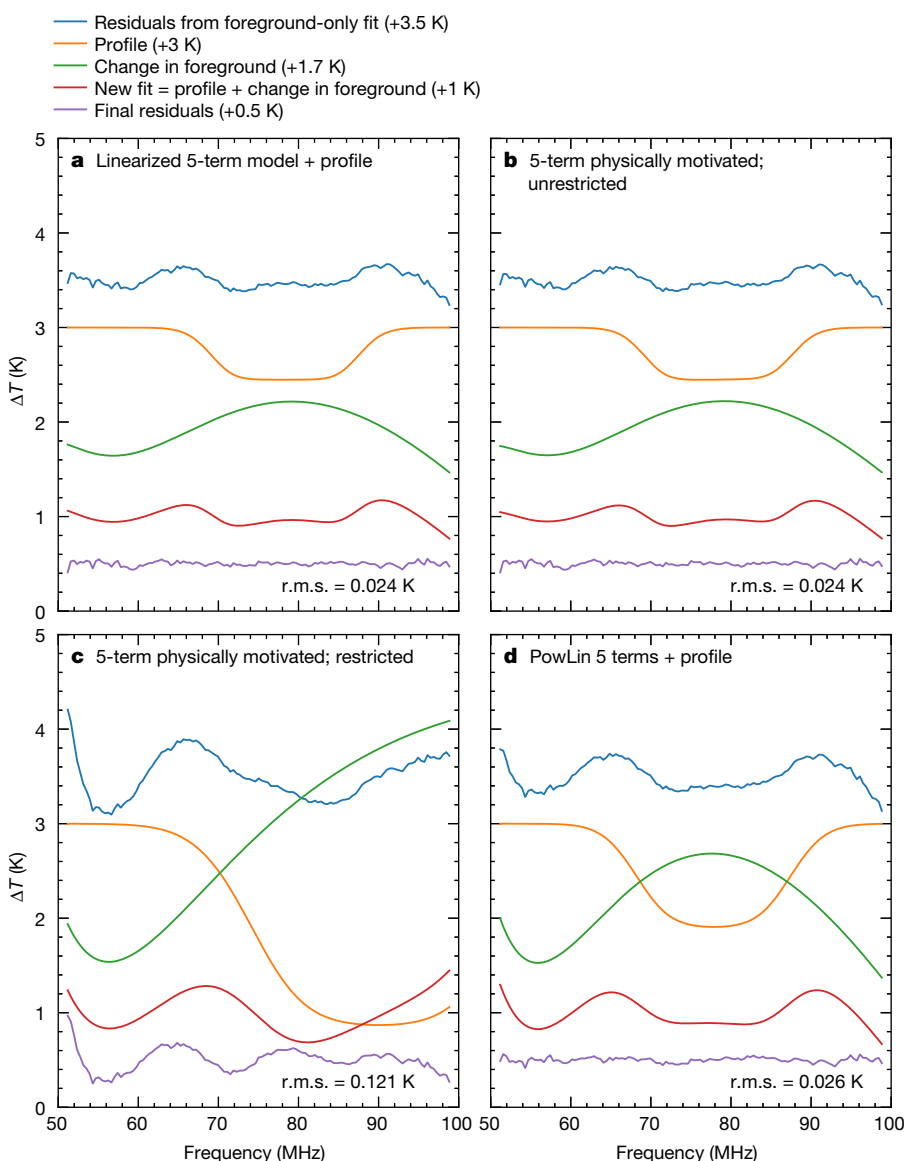 Residuals from foreground-only fit (+3.5 K)
Profile (+3 K)
Change in foreground (+1.7 K)
New fit = profile + change in foreground (+1 K)
Final residuals (+0.5 K)
5
4
3
2
1
0
ΔT (K)
a Linearized 5-term model + profile
r.m.s. = 0.024 K
b 5-term physically motivated;
unrestricted
r.m.s. = 0.024 K
5
4
3
2
1
0
ΔT (K)
c 5-term physically motivated; restricted
r.m.s. = 0.121 K
d PowLin 5 terms + profile
r.m.s. = 0.026 K
50 60 70 80 90 100 50 60 70 80 90 100
Frequency (MHz) Frequency (MHz)